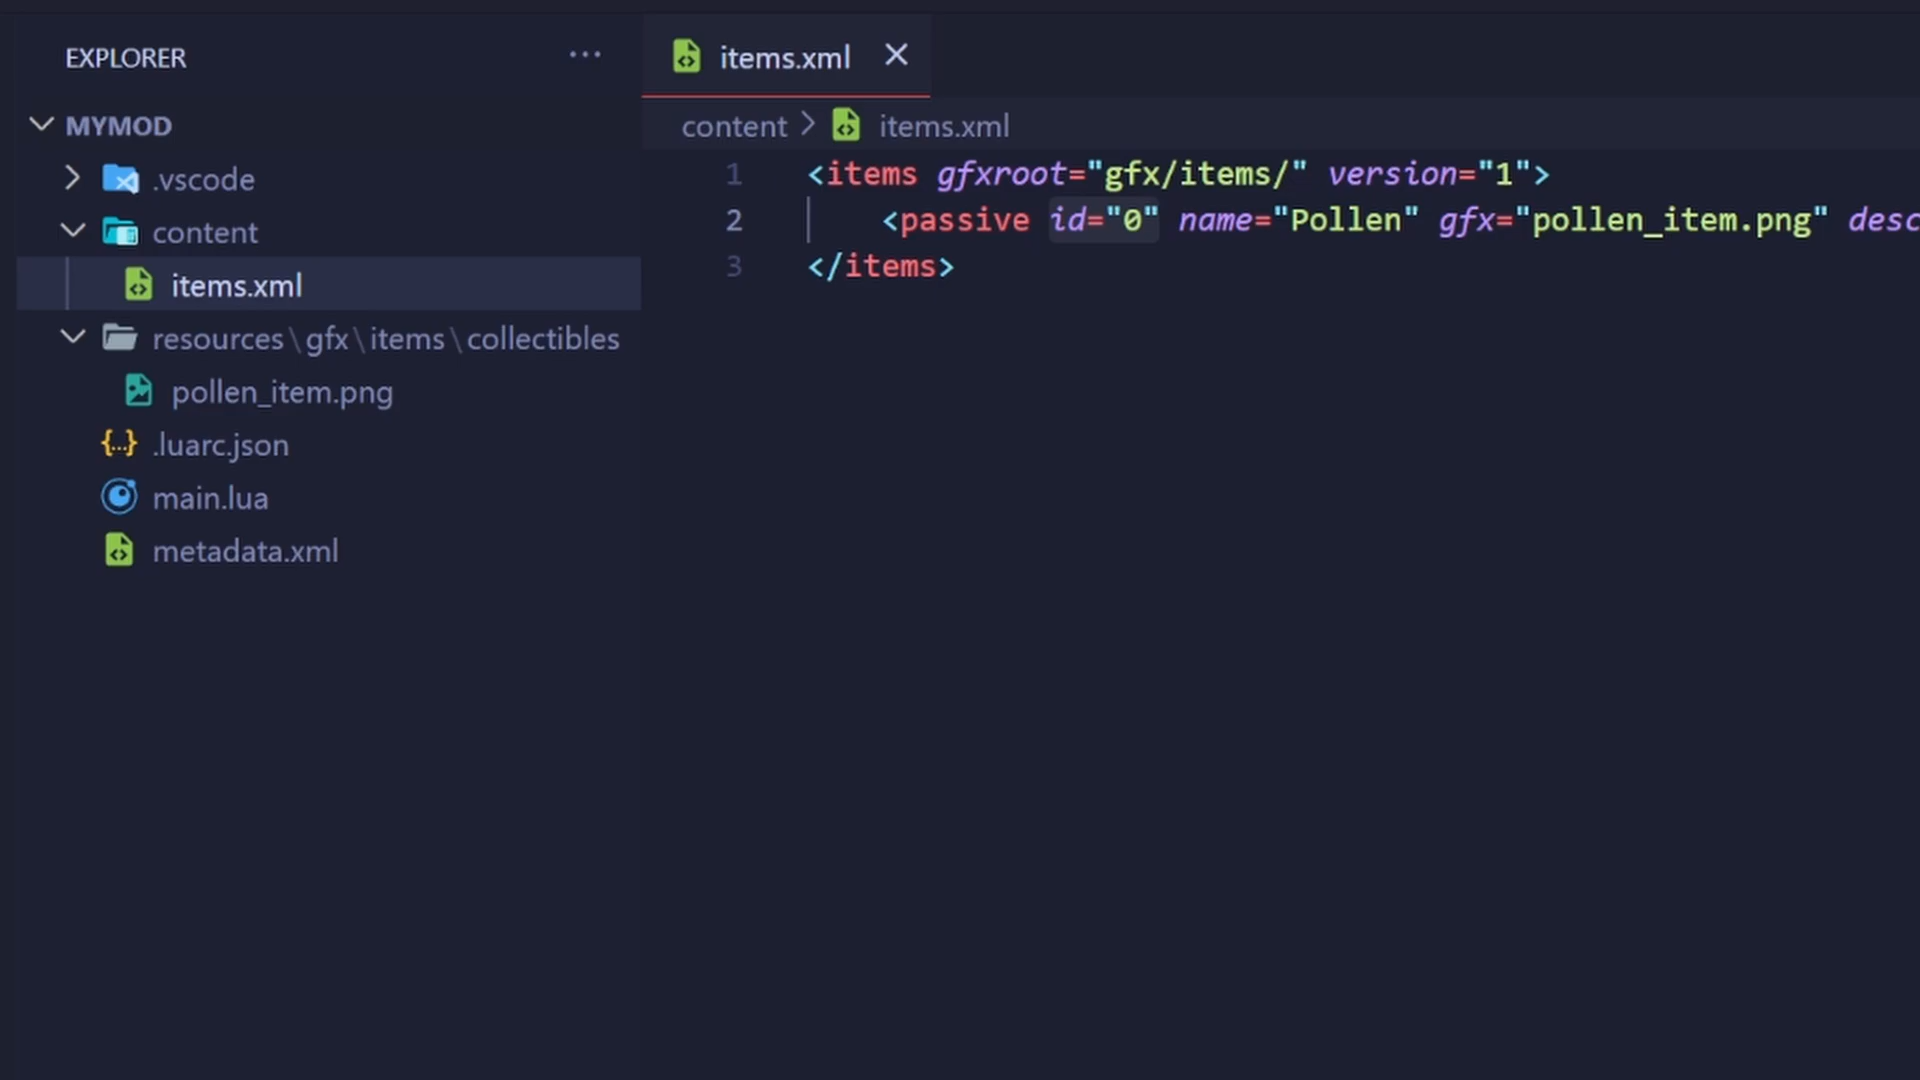 EXPLORER
MYMOD
.vscode
content
items.xml
resources\gfx\items\collectibles
pollen_item.png
.luarc.json
main.lua
metadata.xml
items.xml
content > items.xml
1 <items gfxroot="gfx/items/" version="1">
2 <passive id="0" name="Pollen" gfx="pollen_item.png" desc
3 </items>